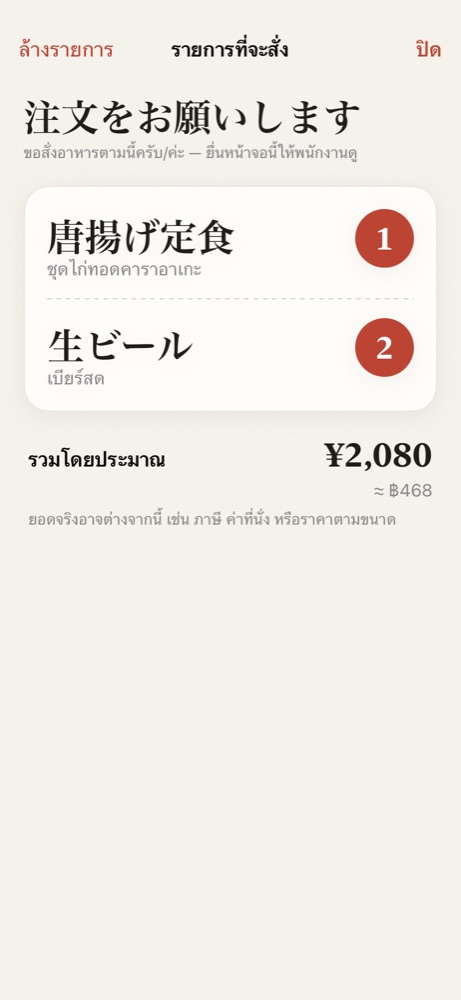 ล้างรายการ รายการที่จะสั่ง ปิด
注文をお願いします
ขอสั่งอาหารตามนี้ครับ/ค่ะ — ยื่นหน้าจอนี้ให้พนักงานดู
唐揚げ定食 1
ชุดไก่ทอดคาราอาเกะ
生ビール 2
เบียร์สด
รวมโดยประมาณ ¥2,080
≈ ฿468
ยอดจริงอาจต่างจากนี้ เช่น ภาษี ค่าที่นั่ง หรือราคาตามขนาด